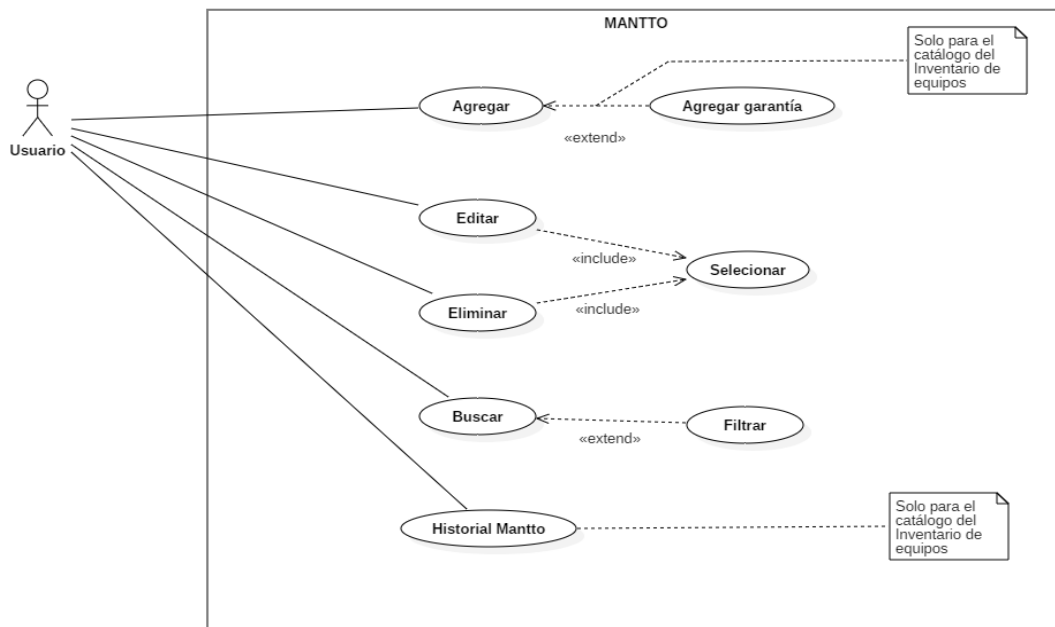 MANTTO
Solo para el
catálogo del
Inventario de
equipos
Agregar
Agregar garantía
«extend»
Usuario
Editar
«include»
Selecionar
Eliminar
«include»
Buscar
«extend»
Filtrar
Historial Mantto
Solo para el
catálogo del
Inventario de
equipos